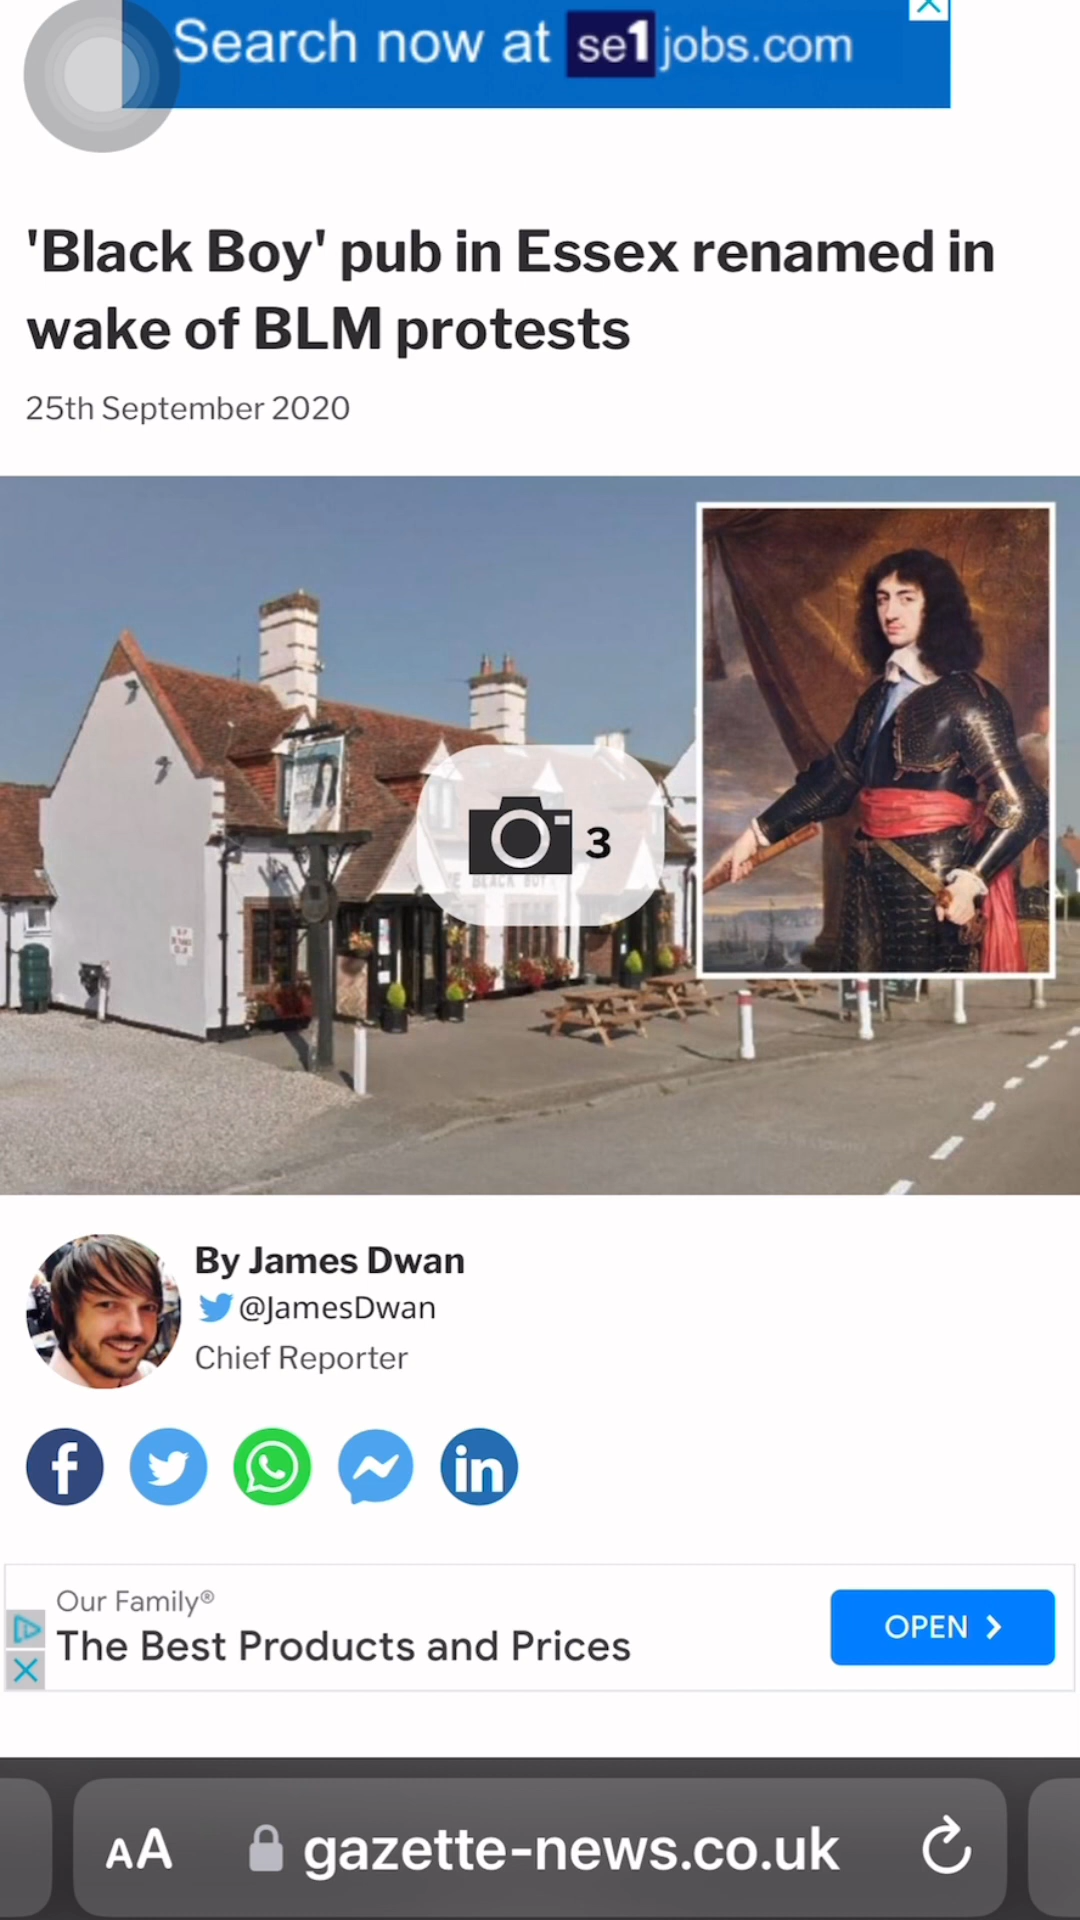 Search now at se1jobs.com
'Black Boy' pub in Essex renamed in
wake of BLM protests
25th September 2020
3
BLACK BOY
By James Dwan
@JamesDwan
Chief Reporter
Our Family®
The Best Products and Prices
OPEN
AA
gazette-news.co.uk